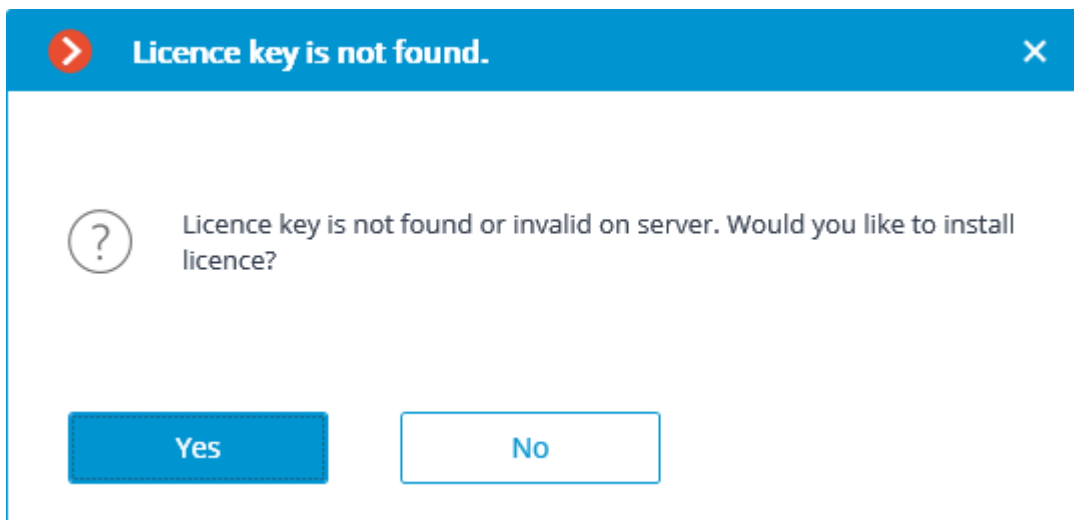 Licence key is not found.
Licence key is not found or invalid on server. Would you like to install
licence?
Yes
No